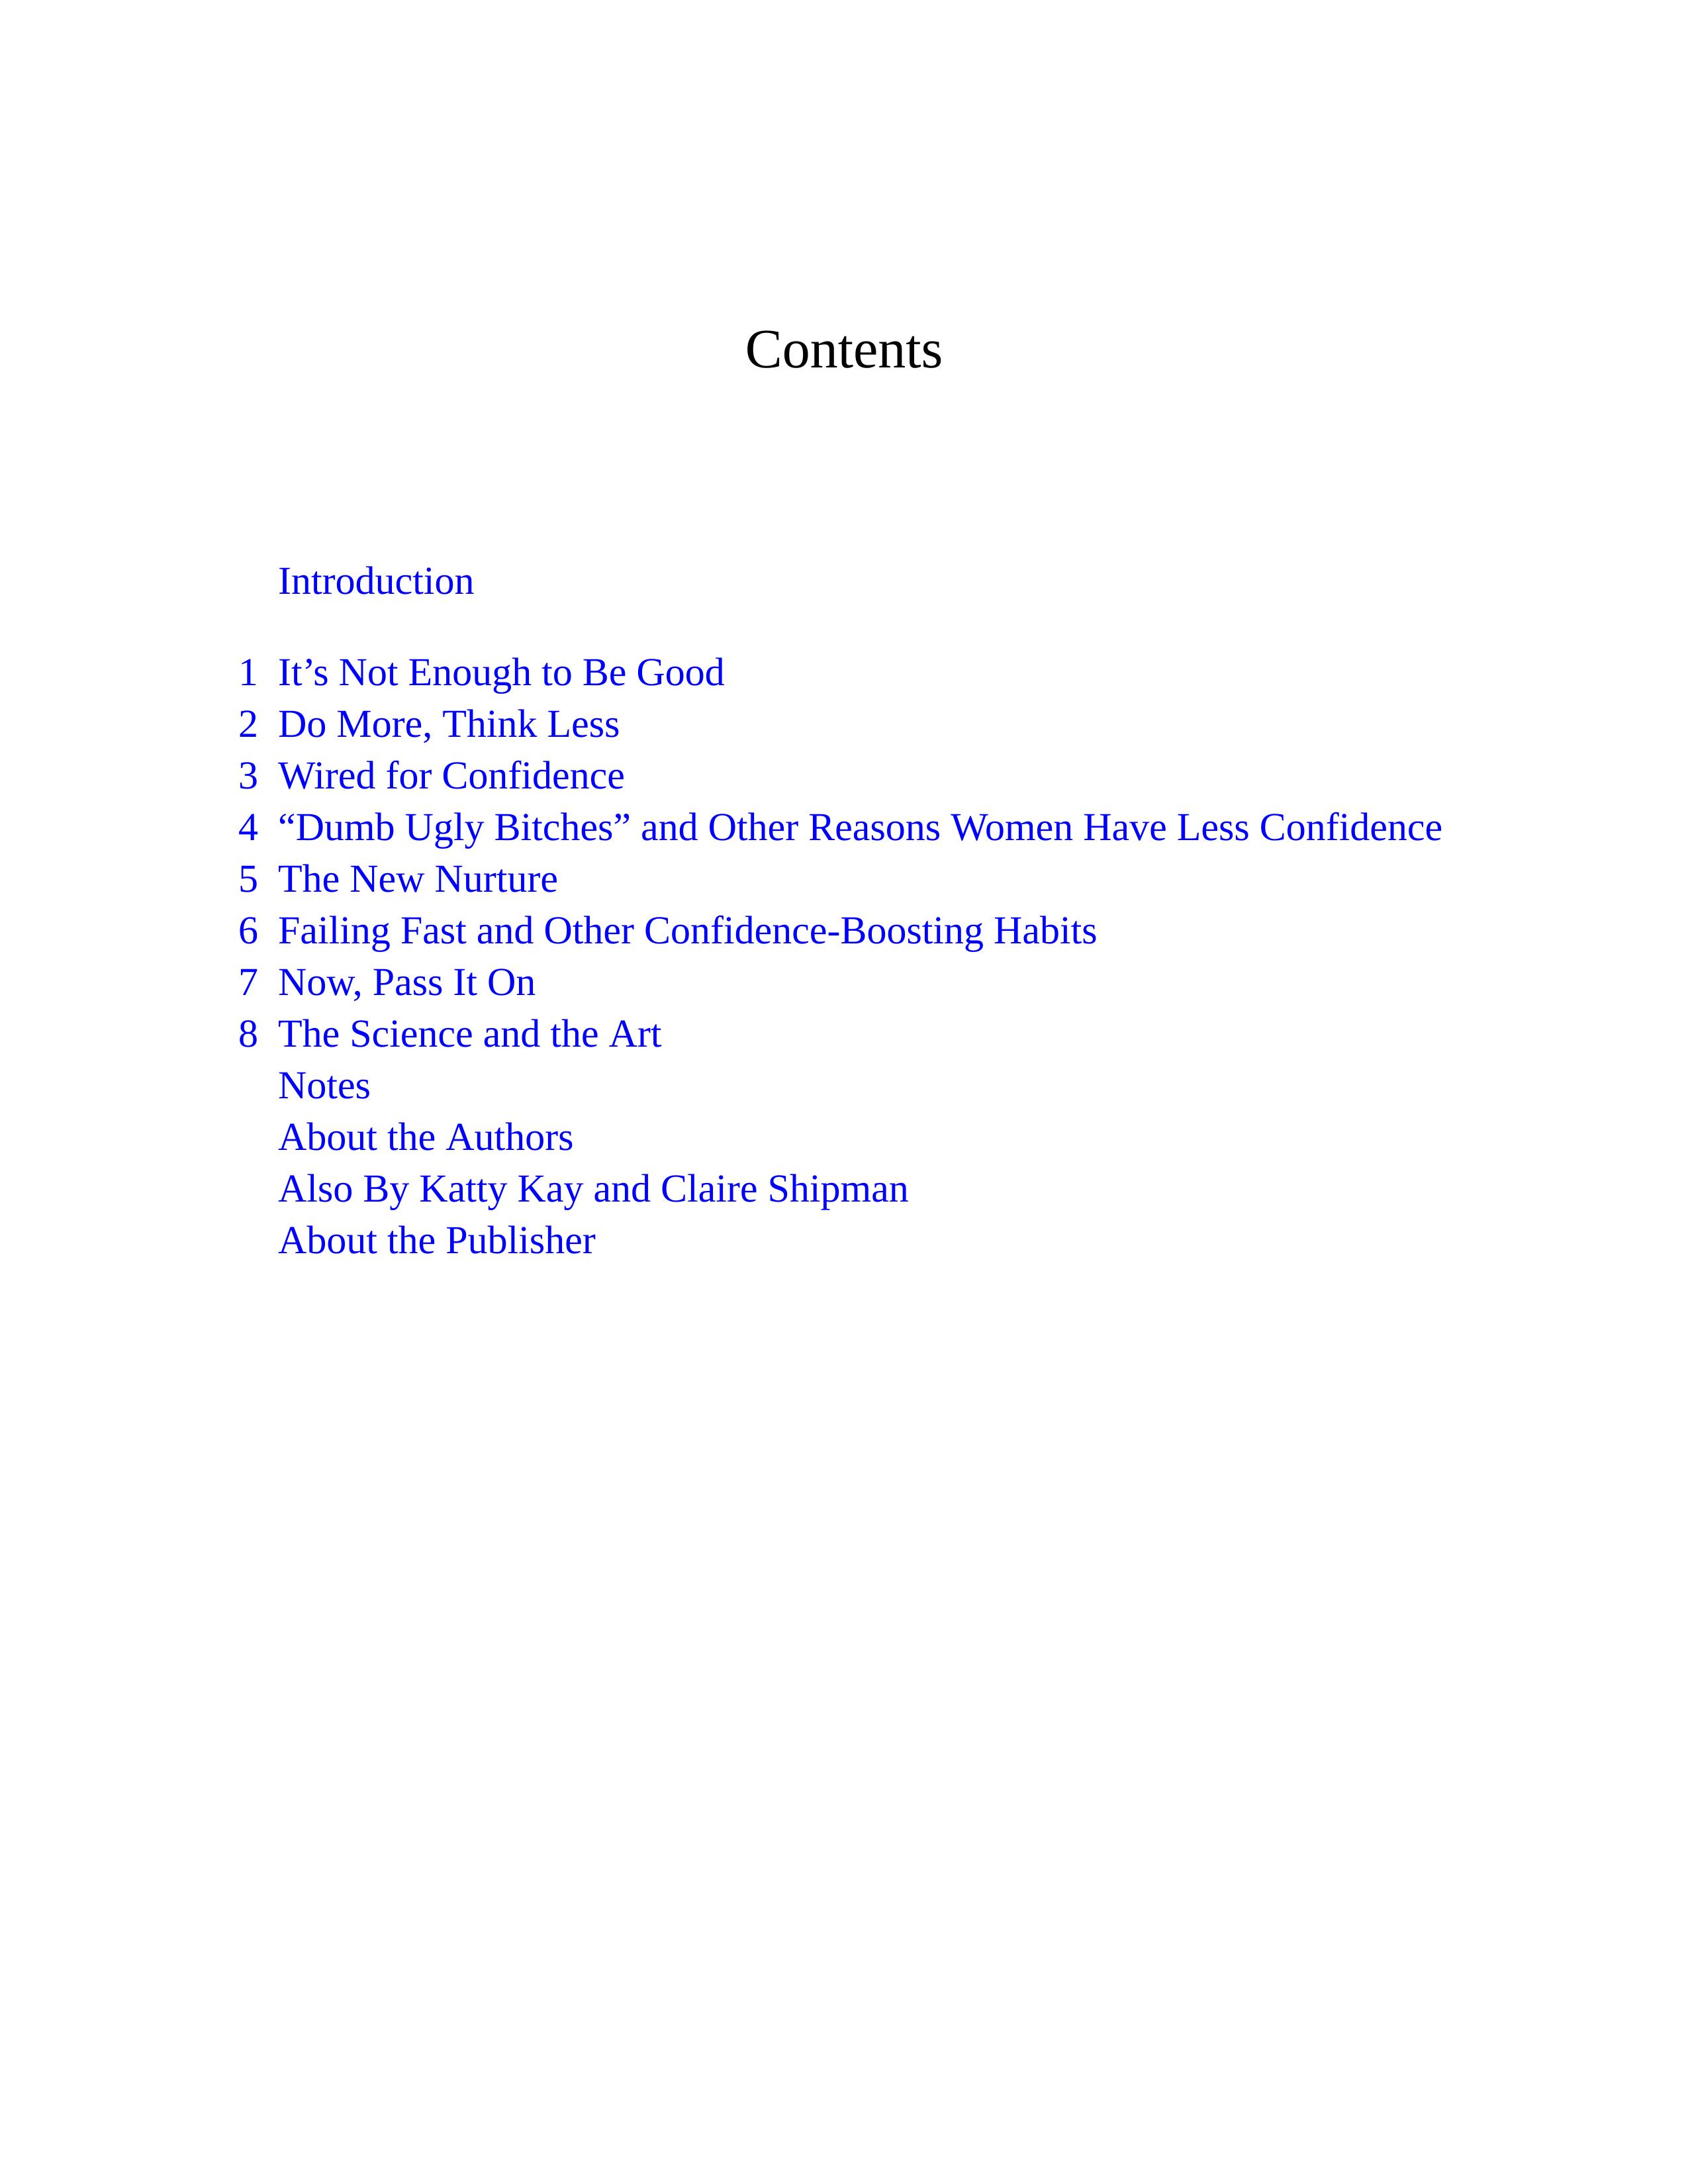 Contents
Introduction
1 It’s Not Enough to Be Good
2 Do More, Think Less
3 Wired for Confidence
4 “Dumb Ugly Bitches” and Other Reasons Women Have Less Confidence
5 The New Nurture
6 Failing Fast and Other Confidence-Boosting Habits
7 Now, Pass It On
8 The Science and the Art
Notes
About the Authors
Also By Katty Kay and Claire Shipman
About the Publisher